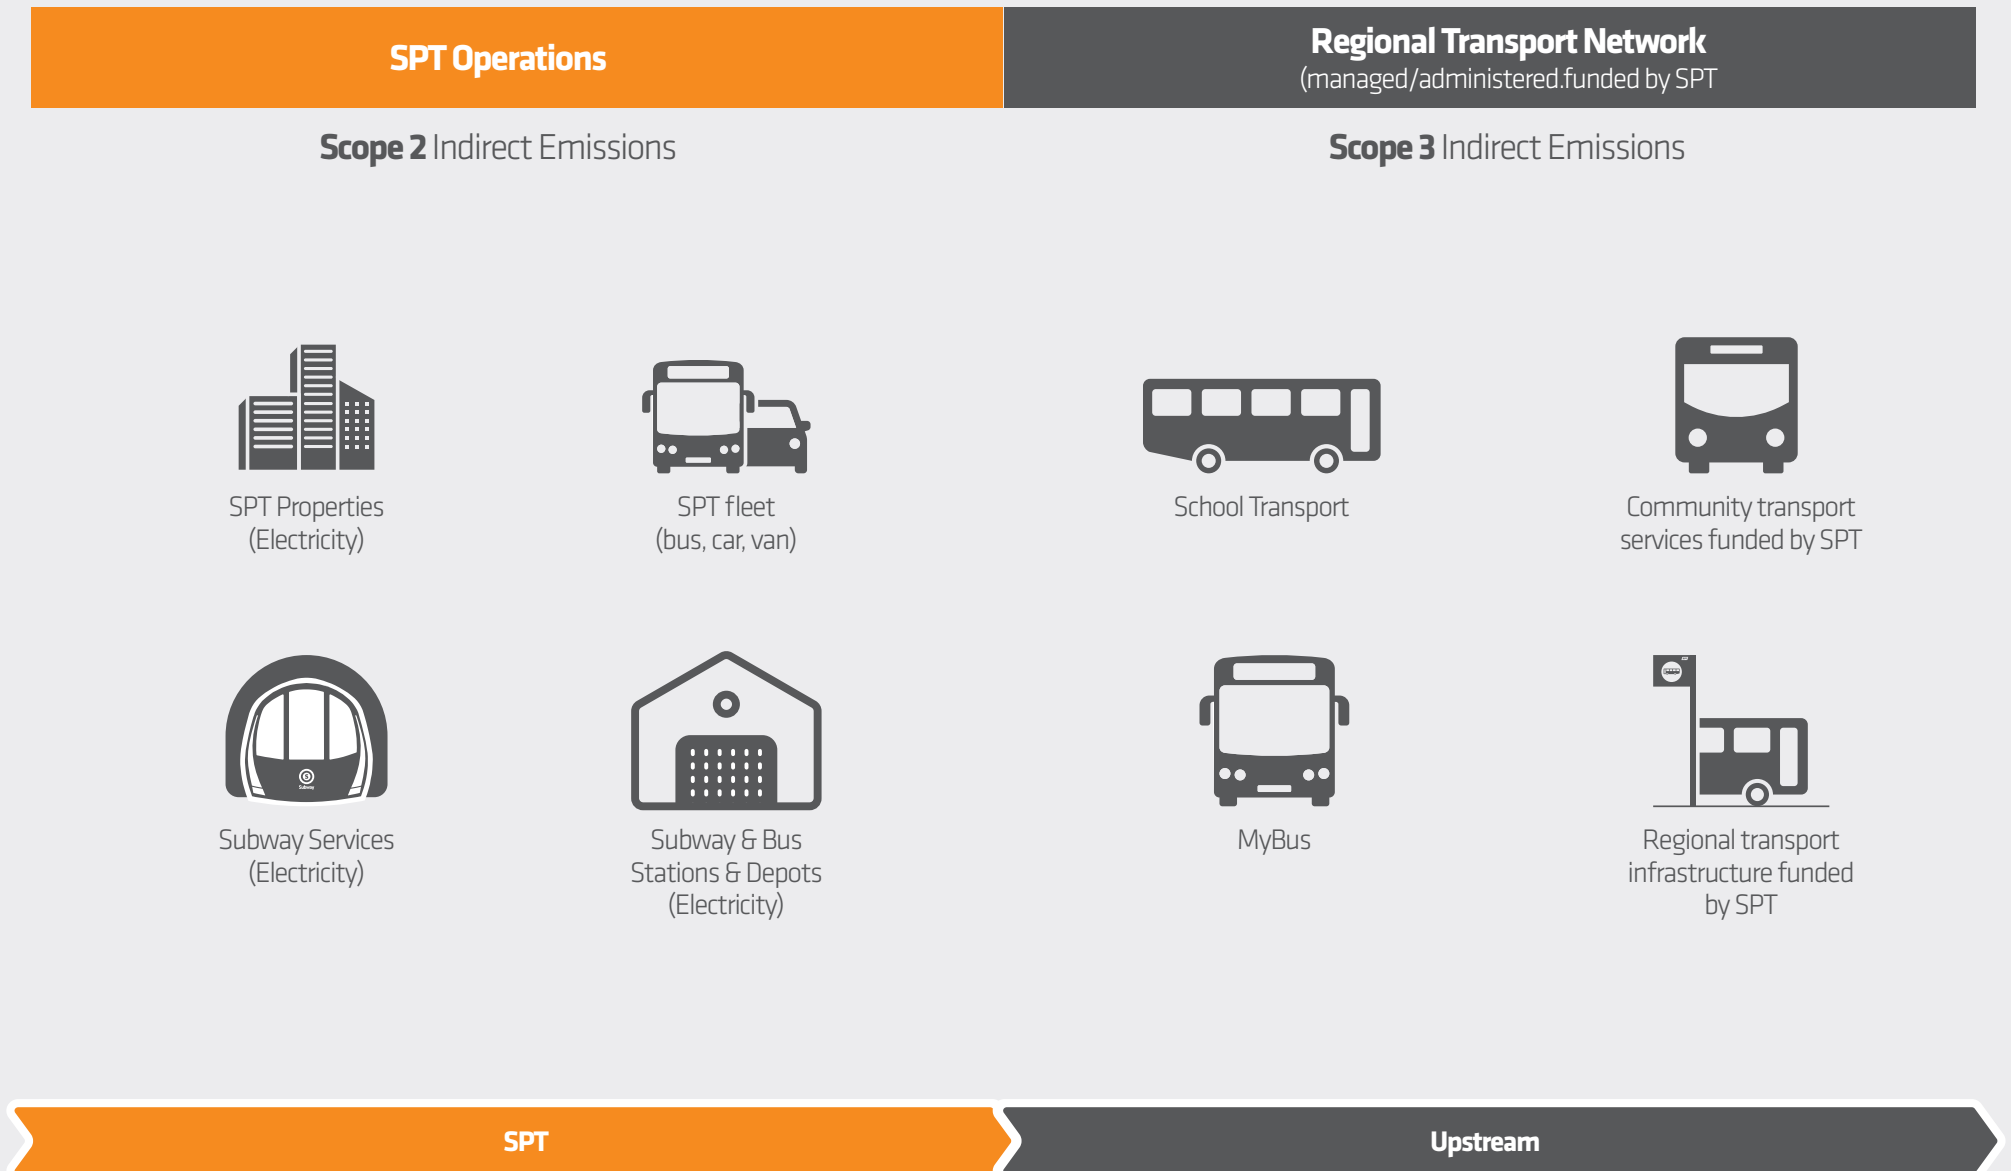 SPT Operations
Regional Transport Network
(managed/administered.funded by SPT
Scope 2 Indirect Emissions
Scope 3 Indirect Emissions
SPT Properties
(Electricity)
SPT fleet
(bus, car, van)
School Transport
Community transport
services funded by SPT
Subway
Subway Services
(Electricity)
Subway & Bus
Stations & Depots
(Electricity)
MyBus
Regional transport
infrastructure funded
by SPT
SPT
Upstream